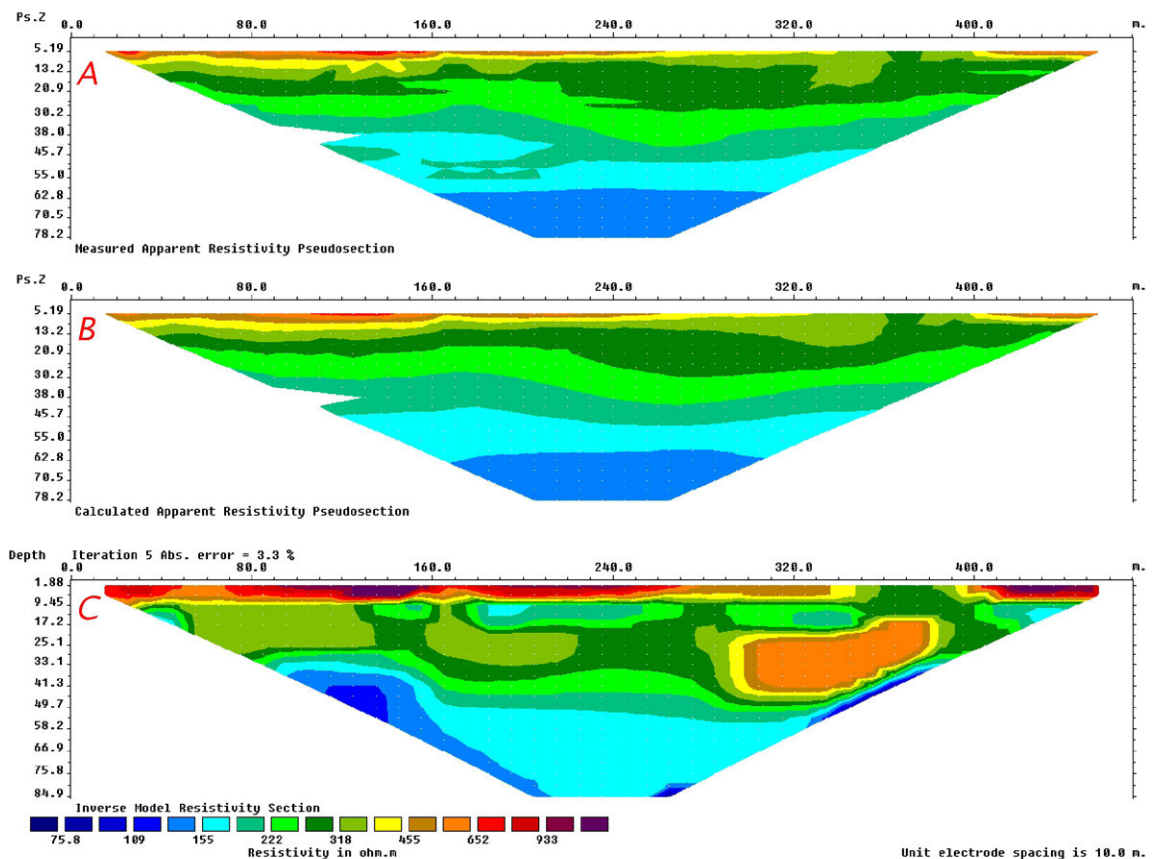 Ps.Z 0.0 80.0 160.0 240.0 320.0 400.0 m.
5.19
A
13.2
20.9
30.2
38.0
45.7
55.0
62.8
70.5
78.2
Measured Apparent Resistivity Pseudosection
Ps.Z 0.0 80.0 160.0 240.0 320.0 400.0 m.
5.19
B
13.2
20.9
30.2
38.0
45.7
55.0
62.8
70.5
78.2
Calculated Apparent Resistivity Pseudosection
Depth Iteration 5 Abs. error = 3.3 %
0.0 80.0 160.0 240.0 320.0 400.0 m.
1.88
C
9.45
17.2
25.1
33.1
41.3
49.7
58.2
66.9
75.8
84.9
Inverse Model Resistivity Section
75.8 109 155 222 318 455 652 933
Resistivity in ohm.m Unit electrode spacing is 10.0 m.